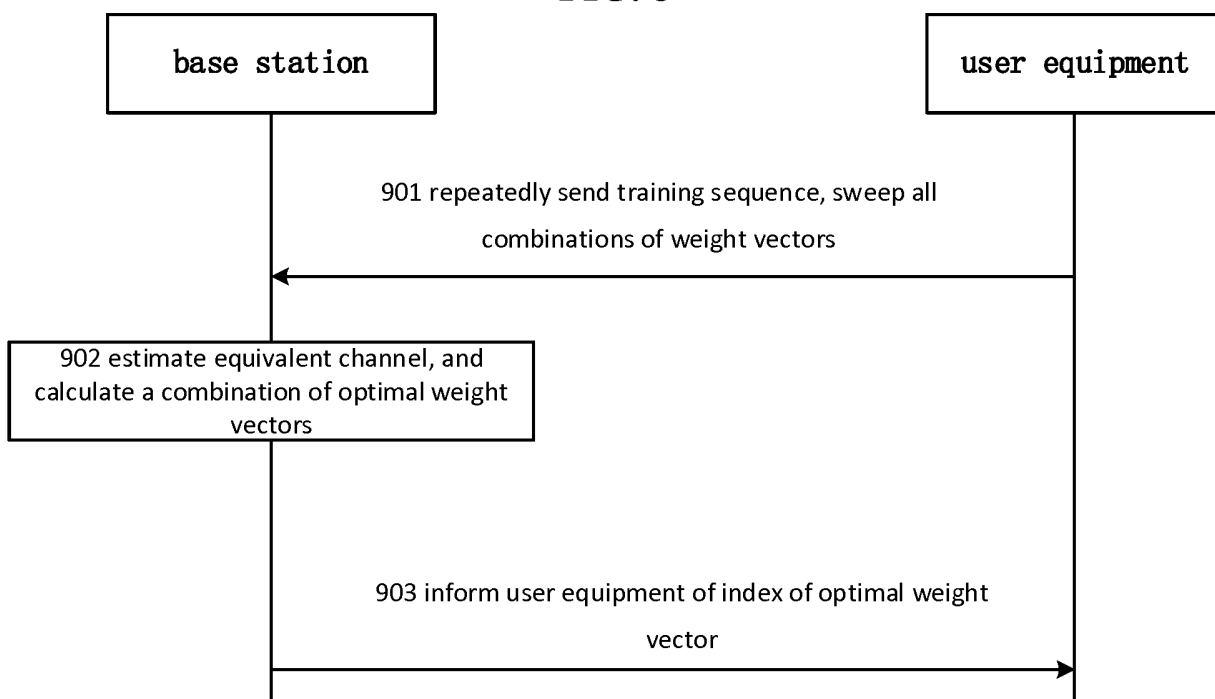 base station
user equipment
901 repeatedly send training sequence, sweep all
combinations of weight vectors
902 estimate equivalent channel, and
calculate a combination of optimal weight
vectors
903 inform user equipment of index of optimal weight
vector